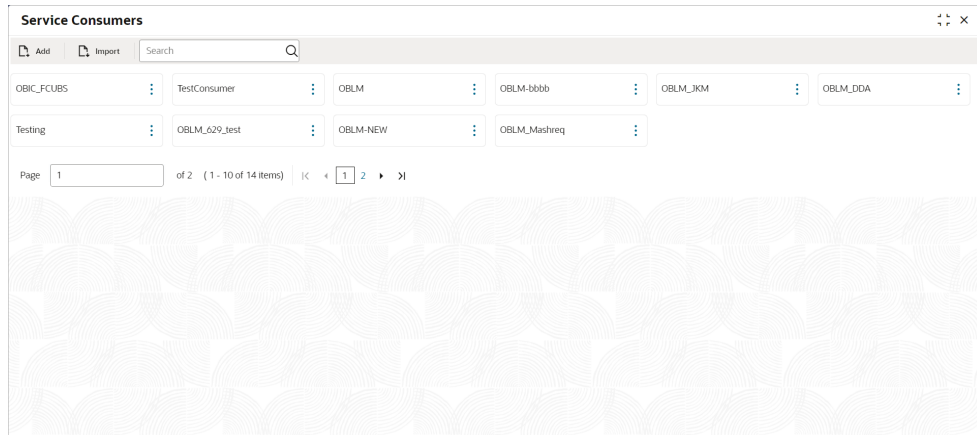 Service Consumers
Add Import Search
OBIC_FCUBS TestConsumer OBLM OBLM-bbbb OBLM_JKM OBLM_DDA
Testing OBLM_629_test OBLM-NEW OBLM_Mashreq
Page 1 of 2 ( 1 - 10 of 14 items) 1 2